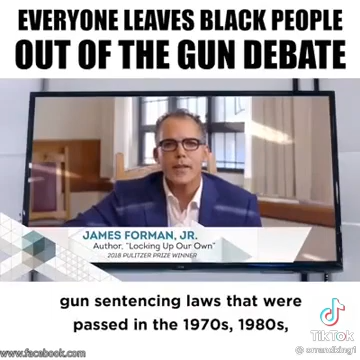 EVERYONE LEAVES BLACK PEOPLE
OUT OF THE GUN DEBATE
JAMES FORMAN, JR.
Author, "Locking Up Our Own"
2018 PULITZER PRIZE WINNER
gun sentencing laws that were
passed in the 1970s, 1980s,
TikTok
www.facebook.com